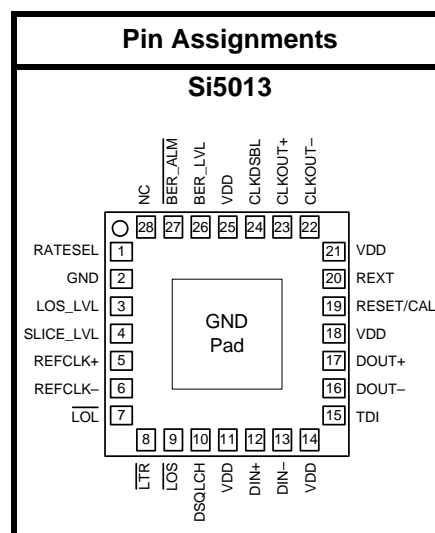 Pin Assignments
Si5013
NC
BER_ALM
BER_LVL
VDD
CLKDSBL
CLKOUT+
CLKOUT–
28 27 26 25 24 23 22
RATESEL 1
GND 2
LOS_LVL 3
SLICE_LVL 4
REFCLK+ 5
REFCLK– 6
LOL 7
GND
Pad
21 VDD
20 REXT
19 RESET/CAL
18 VDD
17 DOUT+
16 DOUT–
15 TDI
8 9 10 11 12 13 14
LTR
LOS
DSQLCH
VDD
DIN+
DIN–
VDD